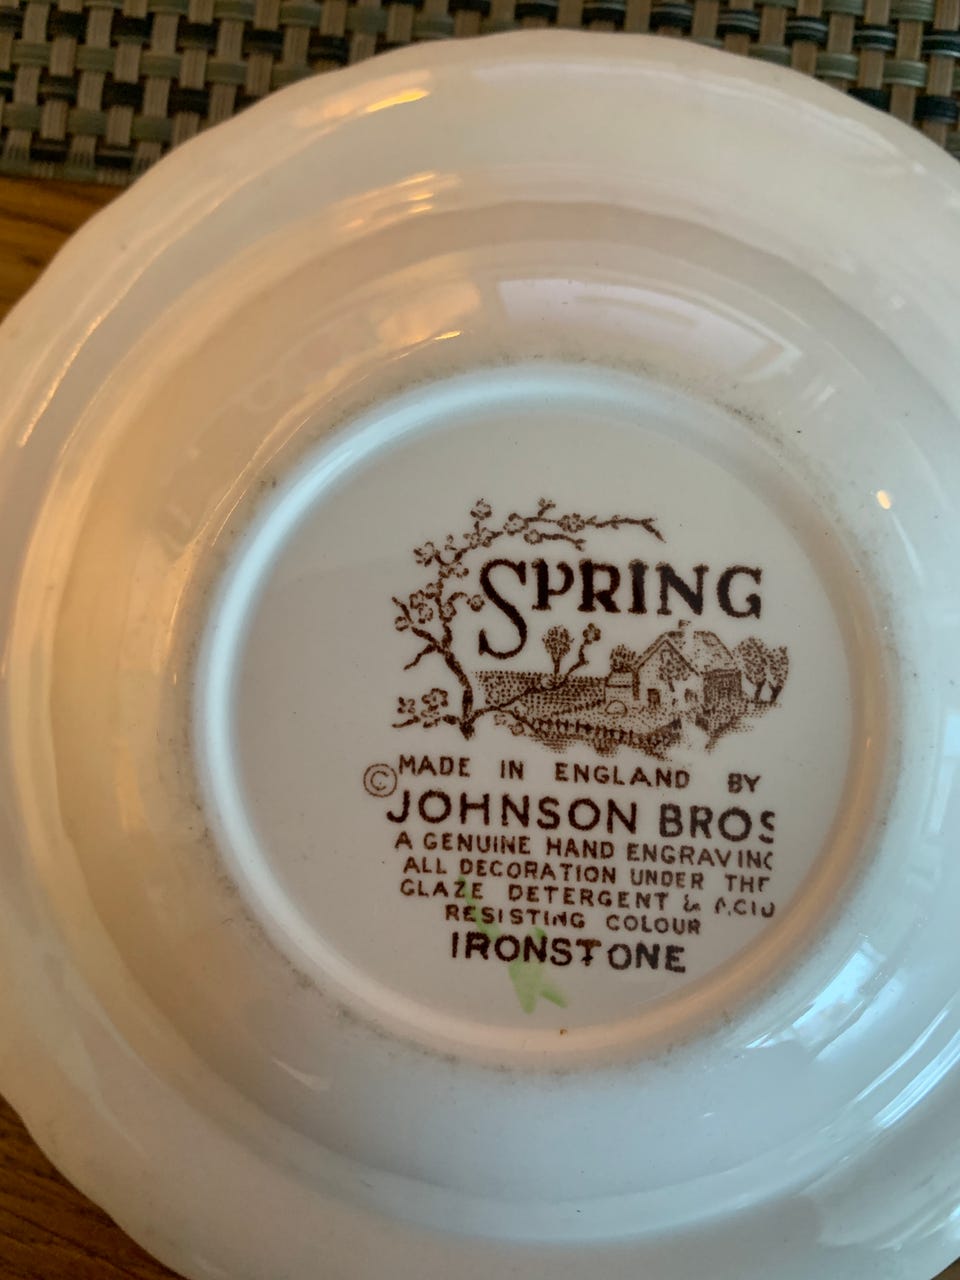 SPRING
© MADE IN ENGLAND BY
JOHNSON BROS
A GENUINE HAND ENGRAVING
ALL DECORATION UNDER THE
GLAZE DETERGENT & ACID
RESISTING COLOUR
IRONSTONE